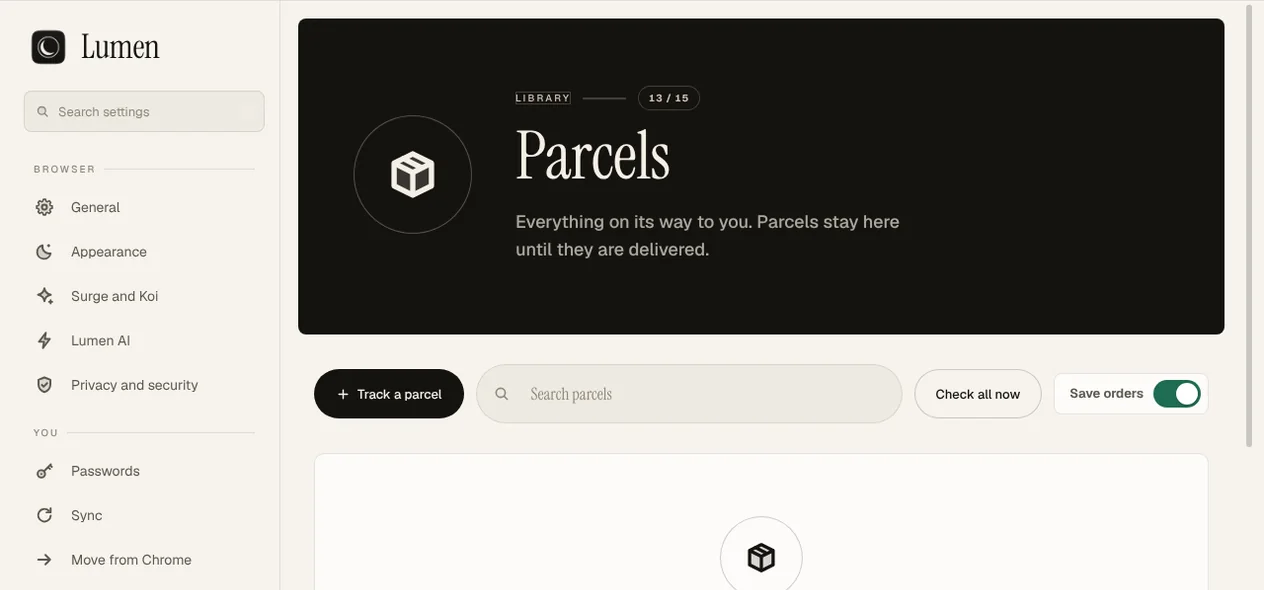 Lumen
Search settings
BROWSER
General
Appearance
Surge and Koi
Lumen AI
Privacy and security
YOU
Passwords
Sync
Move from Chrome
LIBRARY
13 / 15
Parcels
Everything on its way to you. Parcels stay here
until they are delivered.
+ Track a parcel
Search parcels
Check all now
Save orders